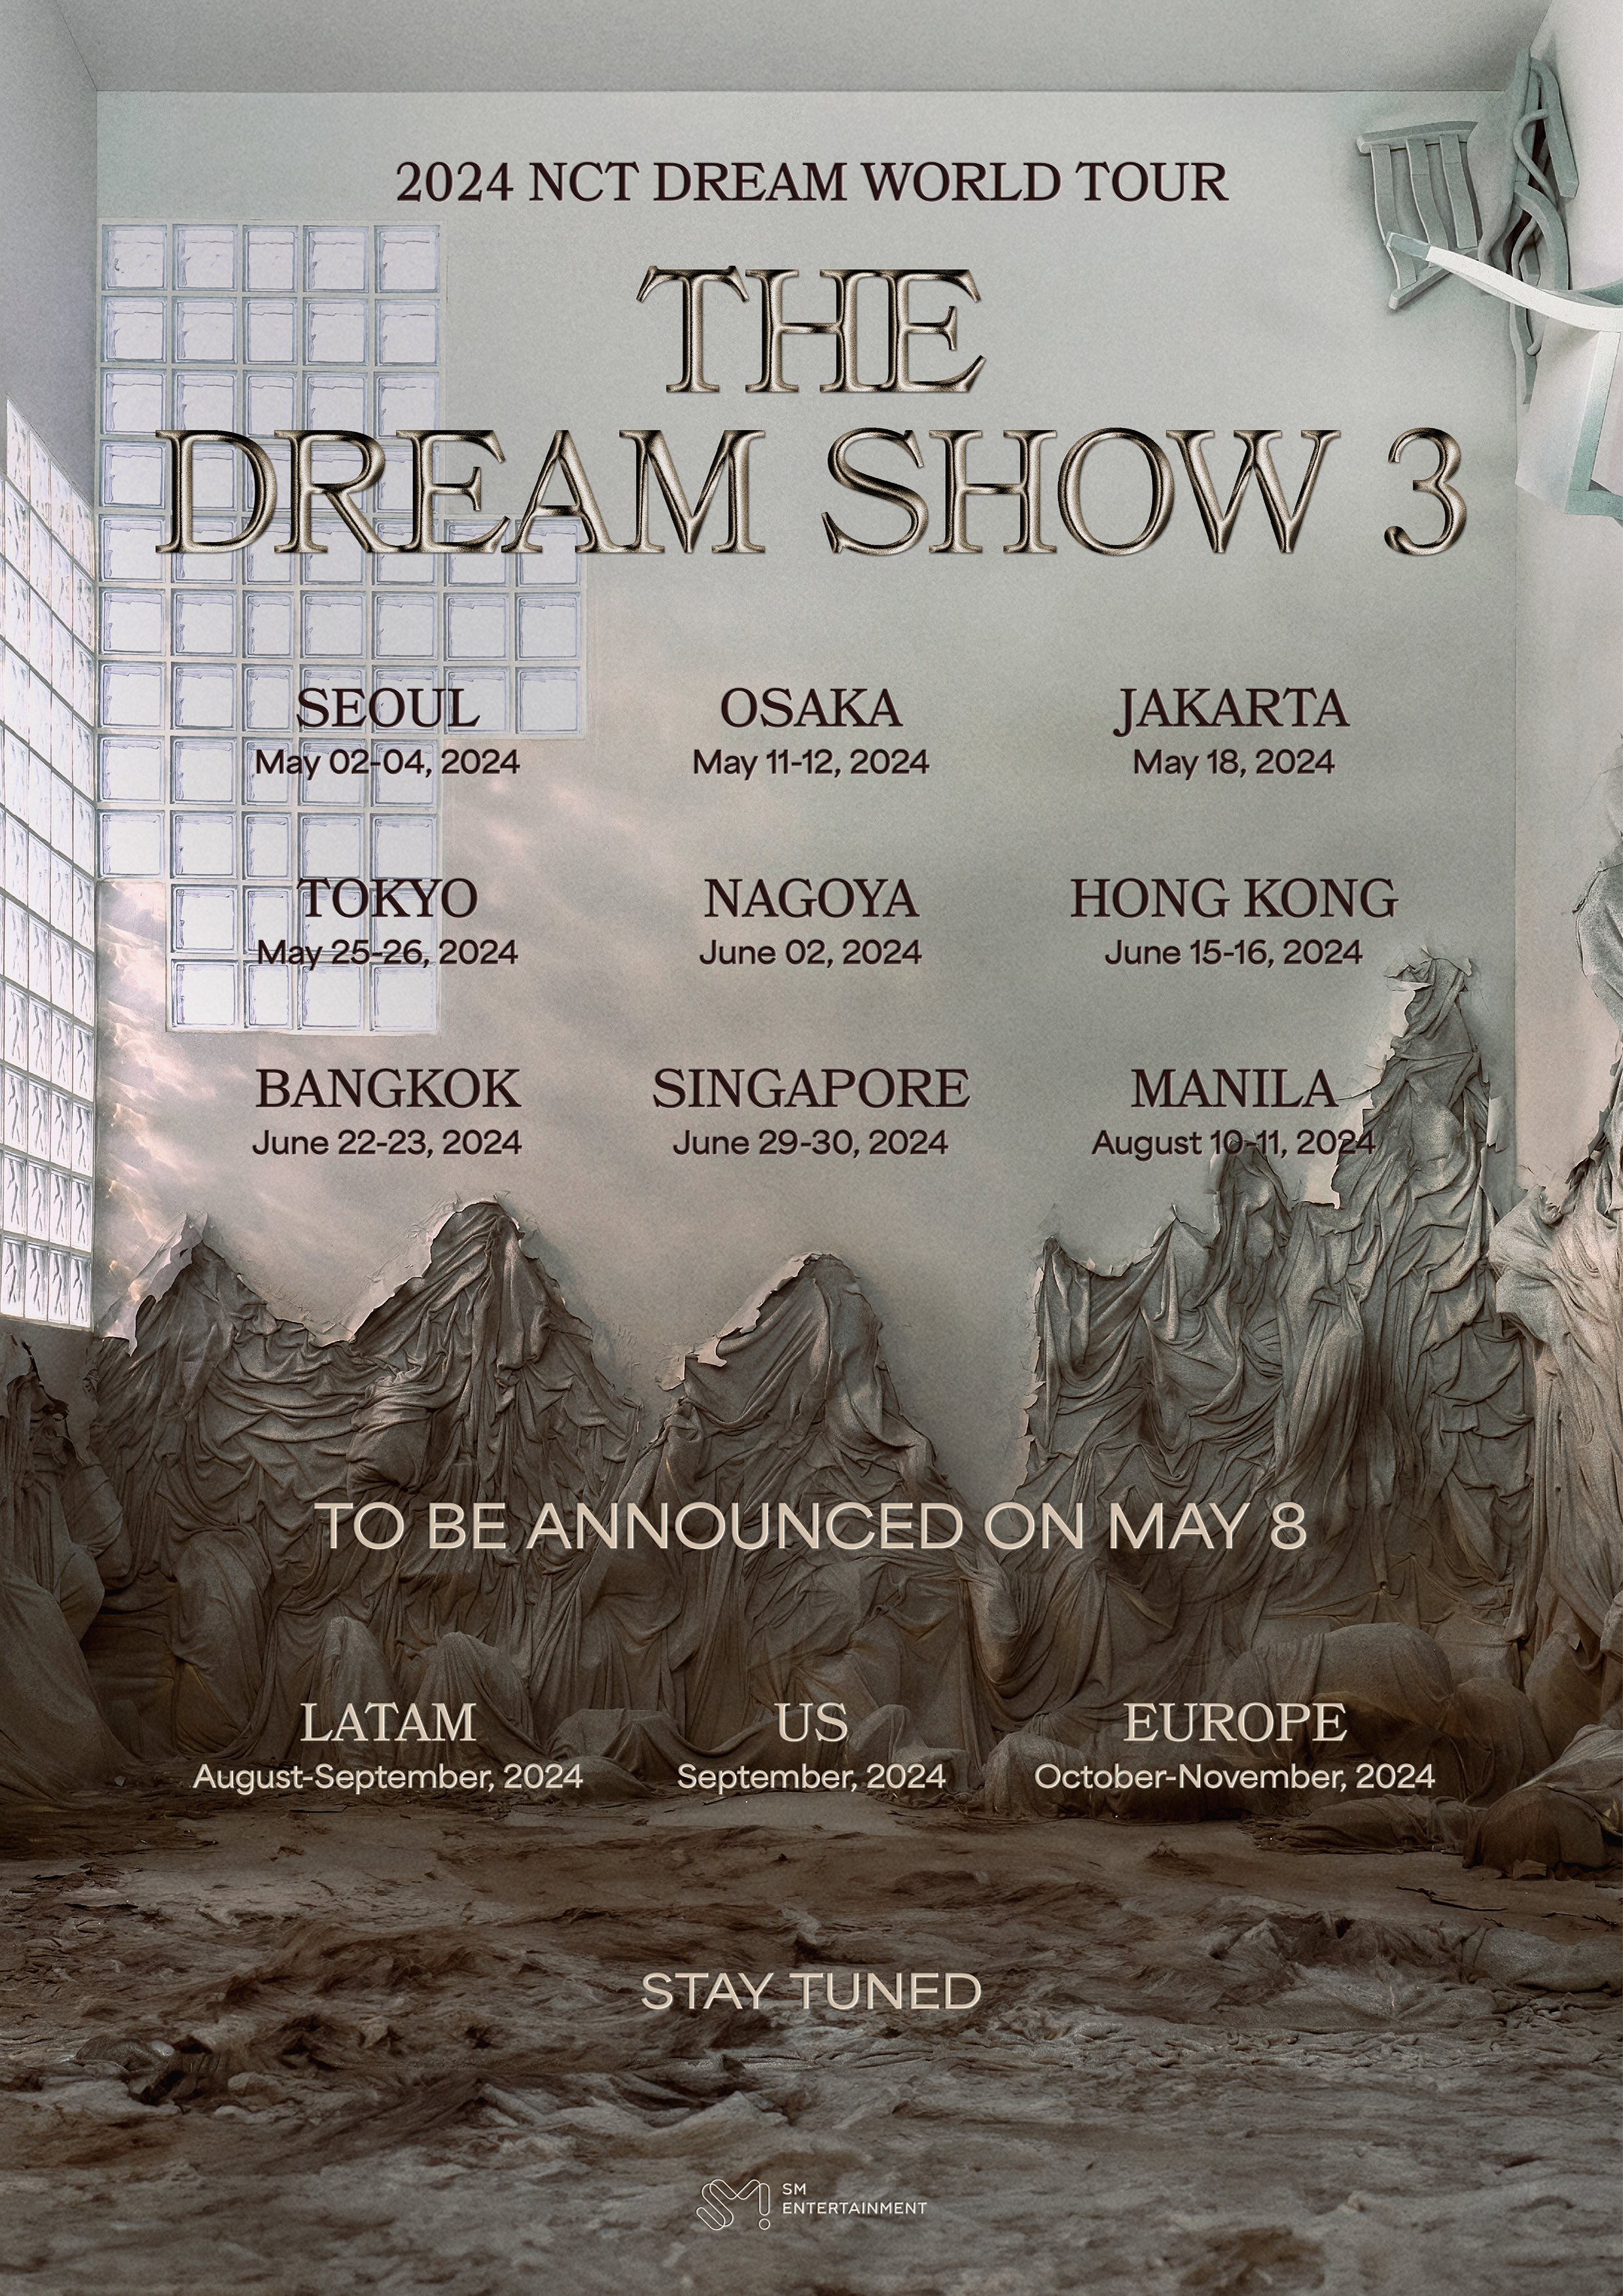 2024 NCT DREAM WORLD TOUR
THE
DREAM SHOW 3
SEOUL
May 02-04, 2024
OSAKA
May 11-12, 2024
JAKARTA
May 18, 2024
TOKYO
May 25-26, 2024
NAGOYA
June 02, 2024
HONG KONG
June 15-16, 2024
BANGKOK
June 22-23, 2024
SINGAPORE
June 29-30, 2024
MANILA
August 10-11, 2024
TO BE ANNOUNCED ON MAY 8
LATAM
August-September, 2024
US
September, 2024
EUROPE
October-November, 2024
STAY TUNED
SM
ENTERTAINMENT